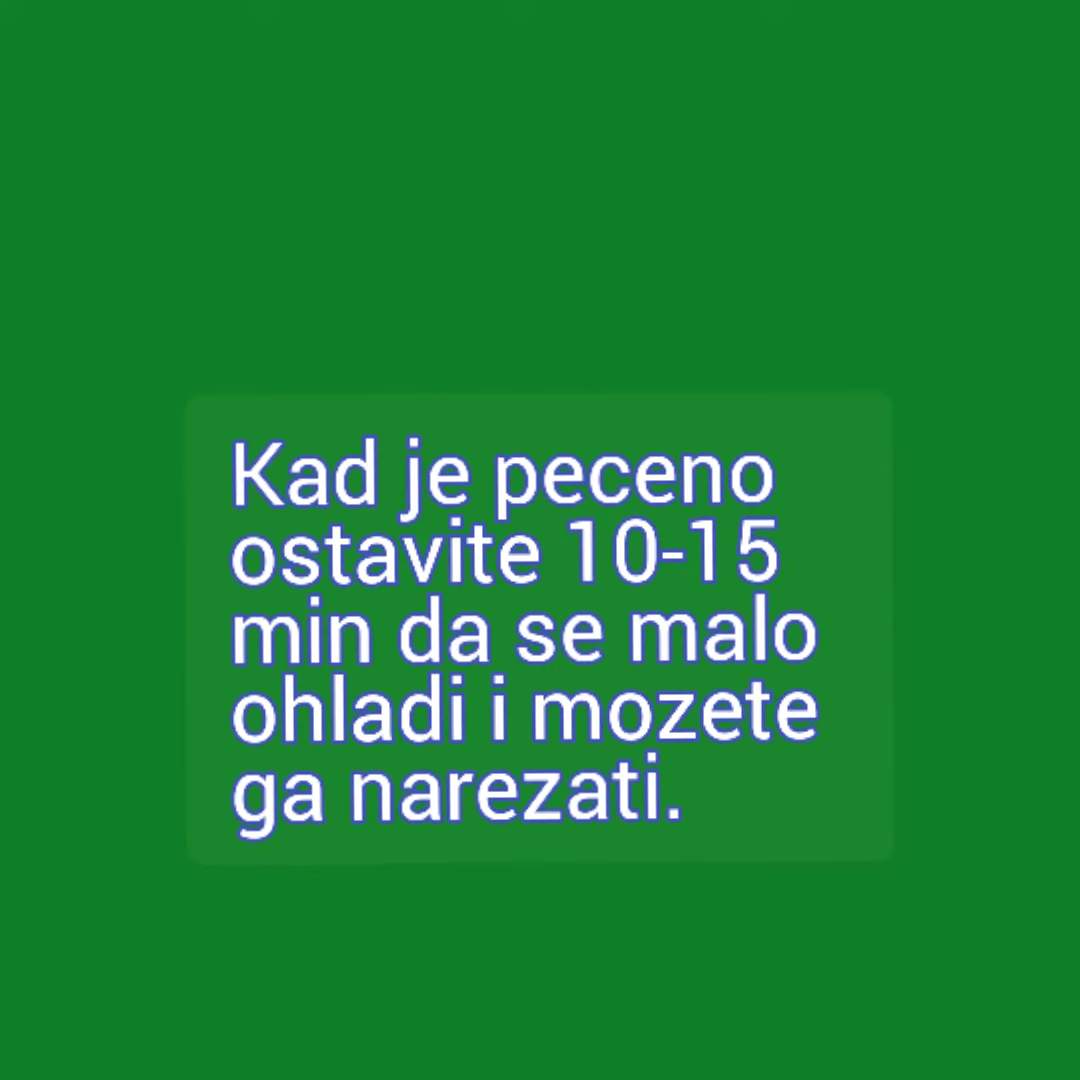 Kad je peceno
ostavite 10-15
min da se malo
ohladi i mozete
ga narezati.